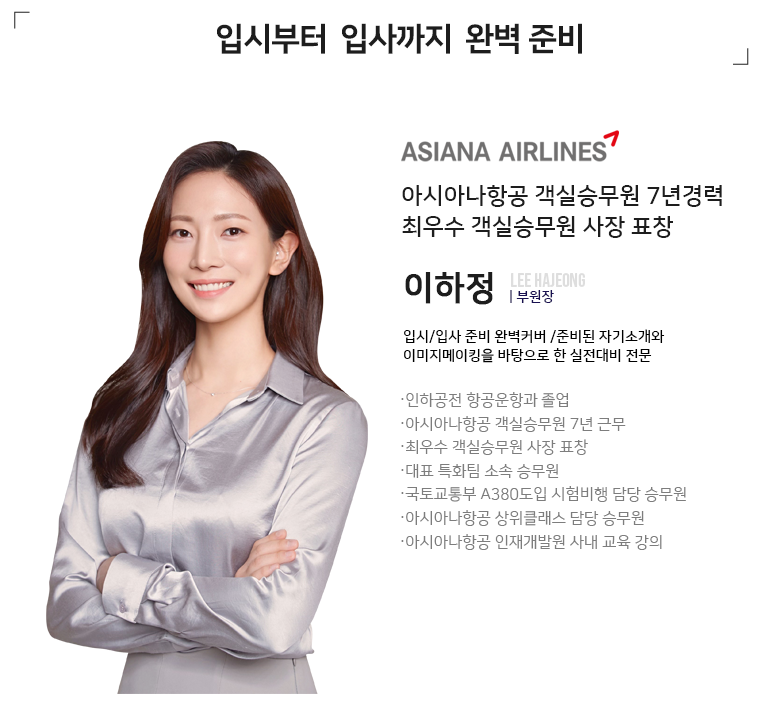 입시부터 입사까지 완벽 준비
ASIANA AIRLINES
아시아나항공 객실승무원 7년경력
최우수 객실승무원 사장 표창
이하정 LEE HAJEONG
| 부원장
입시/입사 준비 완벽커버 /준비된 자기소개와
이미지메이킹을 바탕으로 한 실전대비 전문
·인하공전 항공운항과 졸업
·아시아나항공 객실승무원 7년 근무
·최우수 객실승무원 사장 표창
·대표 특화팀 소속 승무원
·국토교통부 A380도입 시험비행 담당 승무원
·아시아나항공 상위클래스 담당 승무원
·아시아나항공 인재개발원 사내 교육 강의